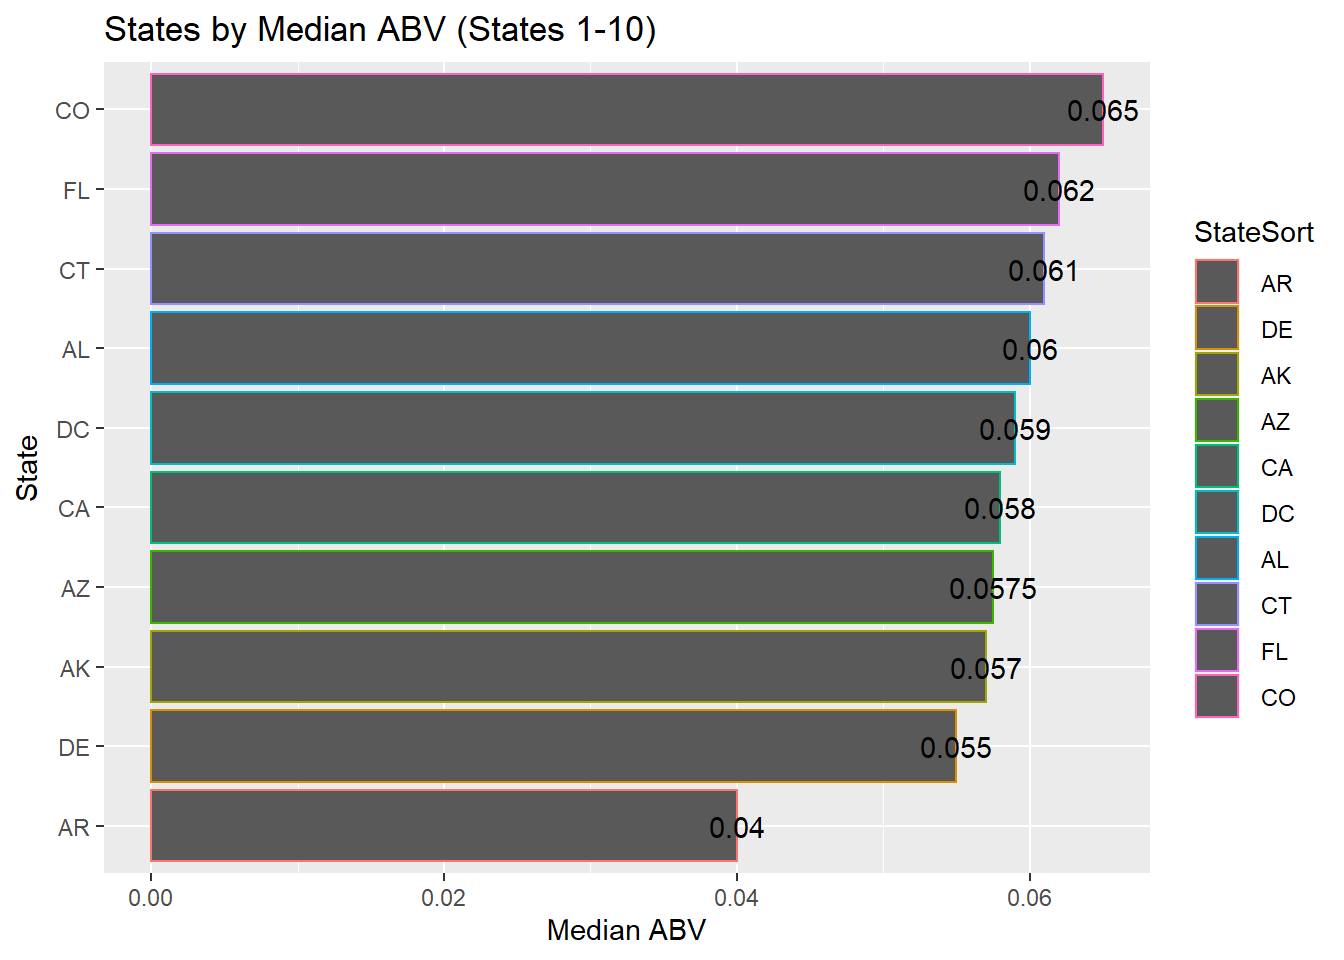 States by Median ABV (States 1-10)
CO
0.065
FL
0.062
CT
0.061
AL
0.06
DC
0.059
CA
0.058
AZ
0.0575
AK
0.057
DE
0.055
AR
0.04
State
0.00
0.02
0.04
0.06
Median ABV
StateSort
AR
DE
AK
AZ
CA
DC
AL
CT
FL
CO